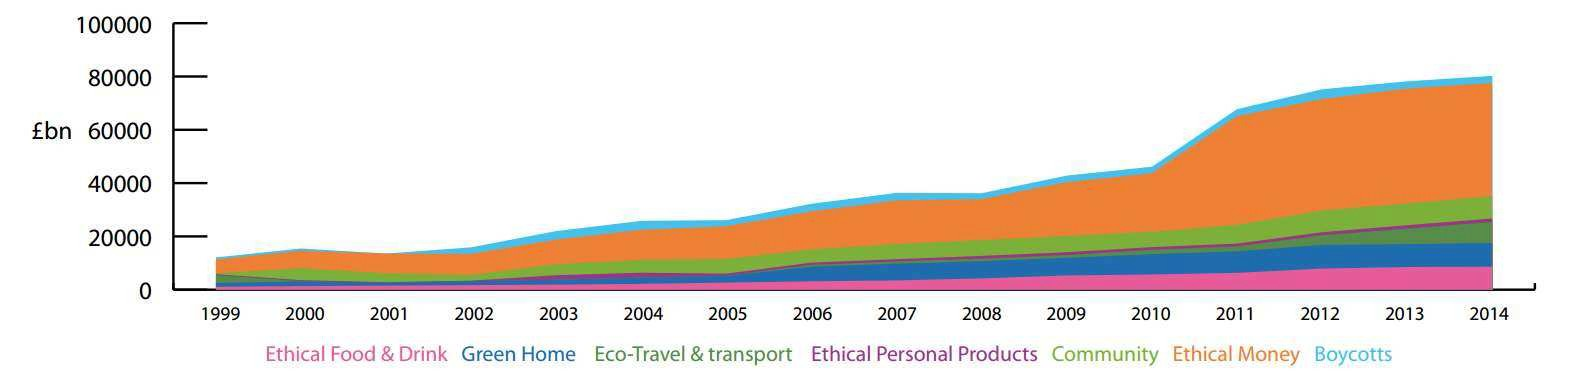 100000
80000
£bn 60000
40000
20000
0
1999 2000 2001 2002 2003 2004 2005 2006 2007 2008 2009 2010 2011 2012 2013 2014
Ethical Food & Drink Green Home Eco-Travel & transport Ethical Personal Products Community Ethical Money Boycotts